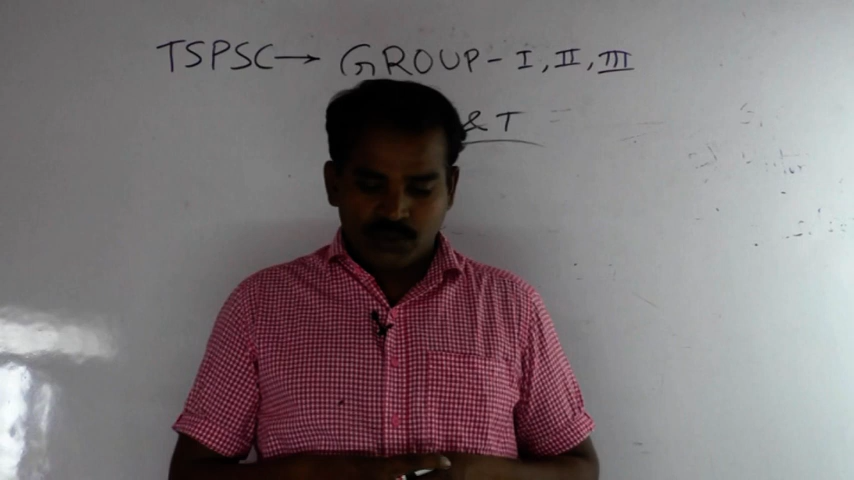 TSPSC → GROUP - I, II, III
& T